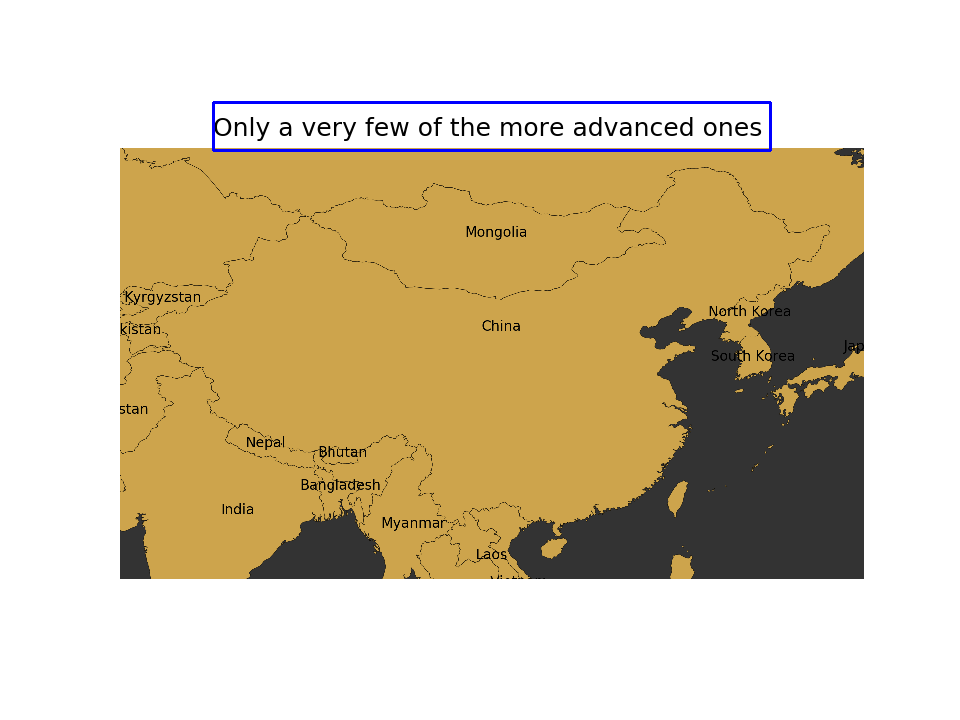 Only a very few of the more advanced ones
Mongolia
Kyrgyzstan
North Korea
China
kistan
Jap
South Korea
stan
Nepal
Bhutan
Bangladesh
India
Myanmar
Laos